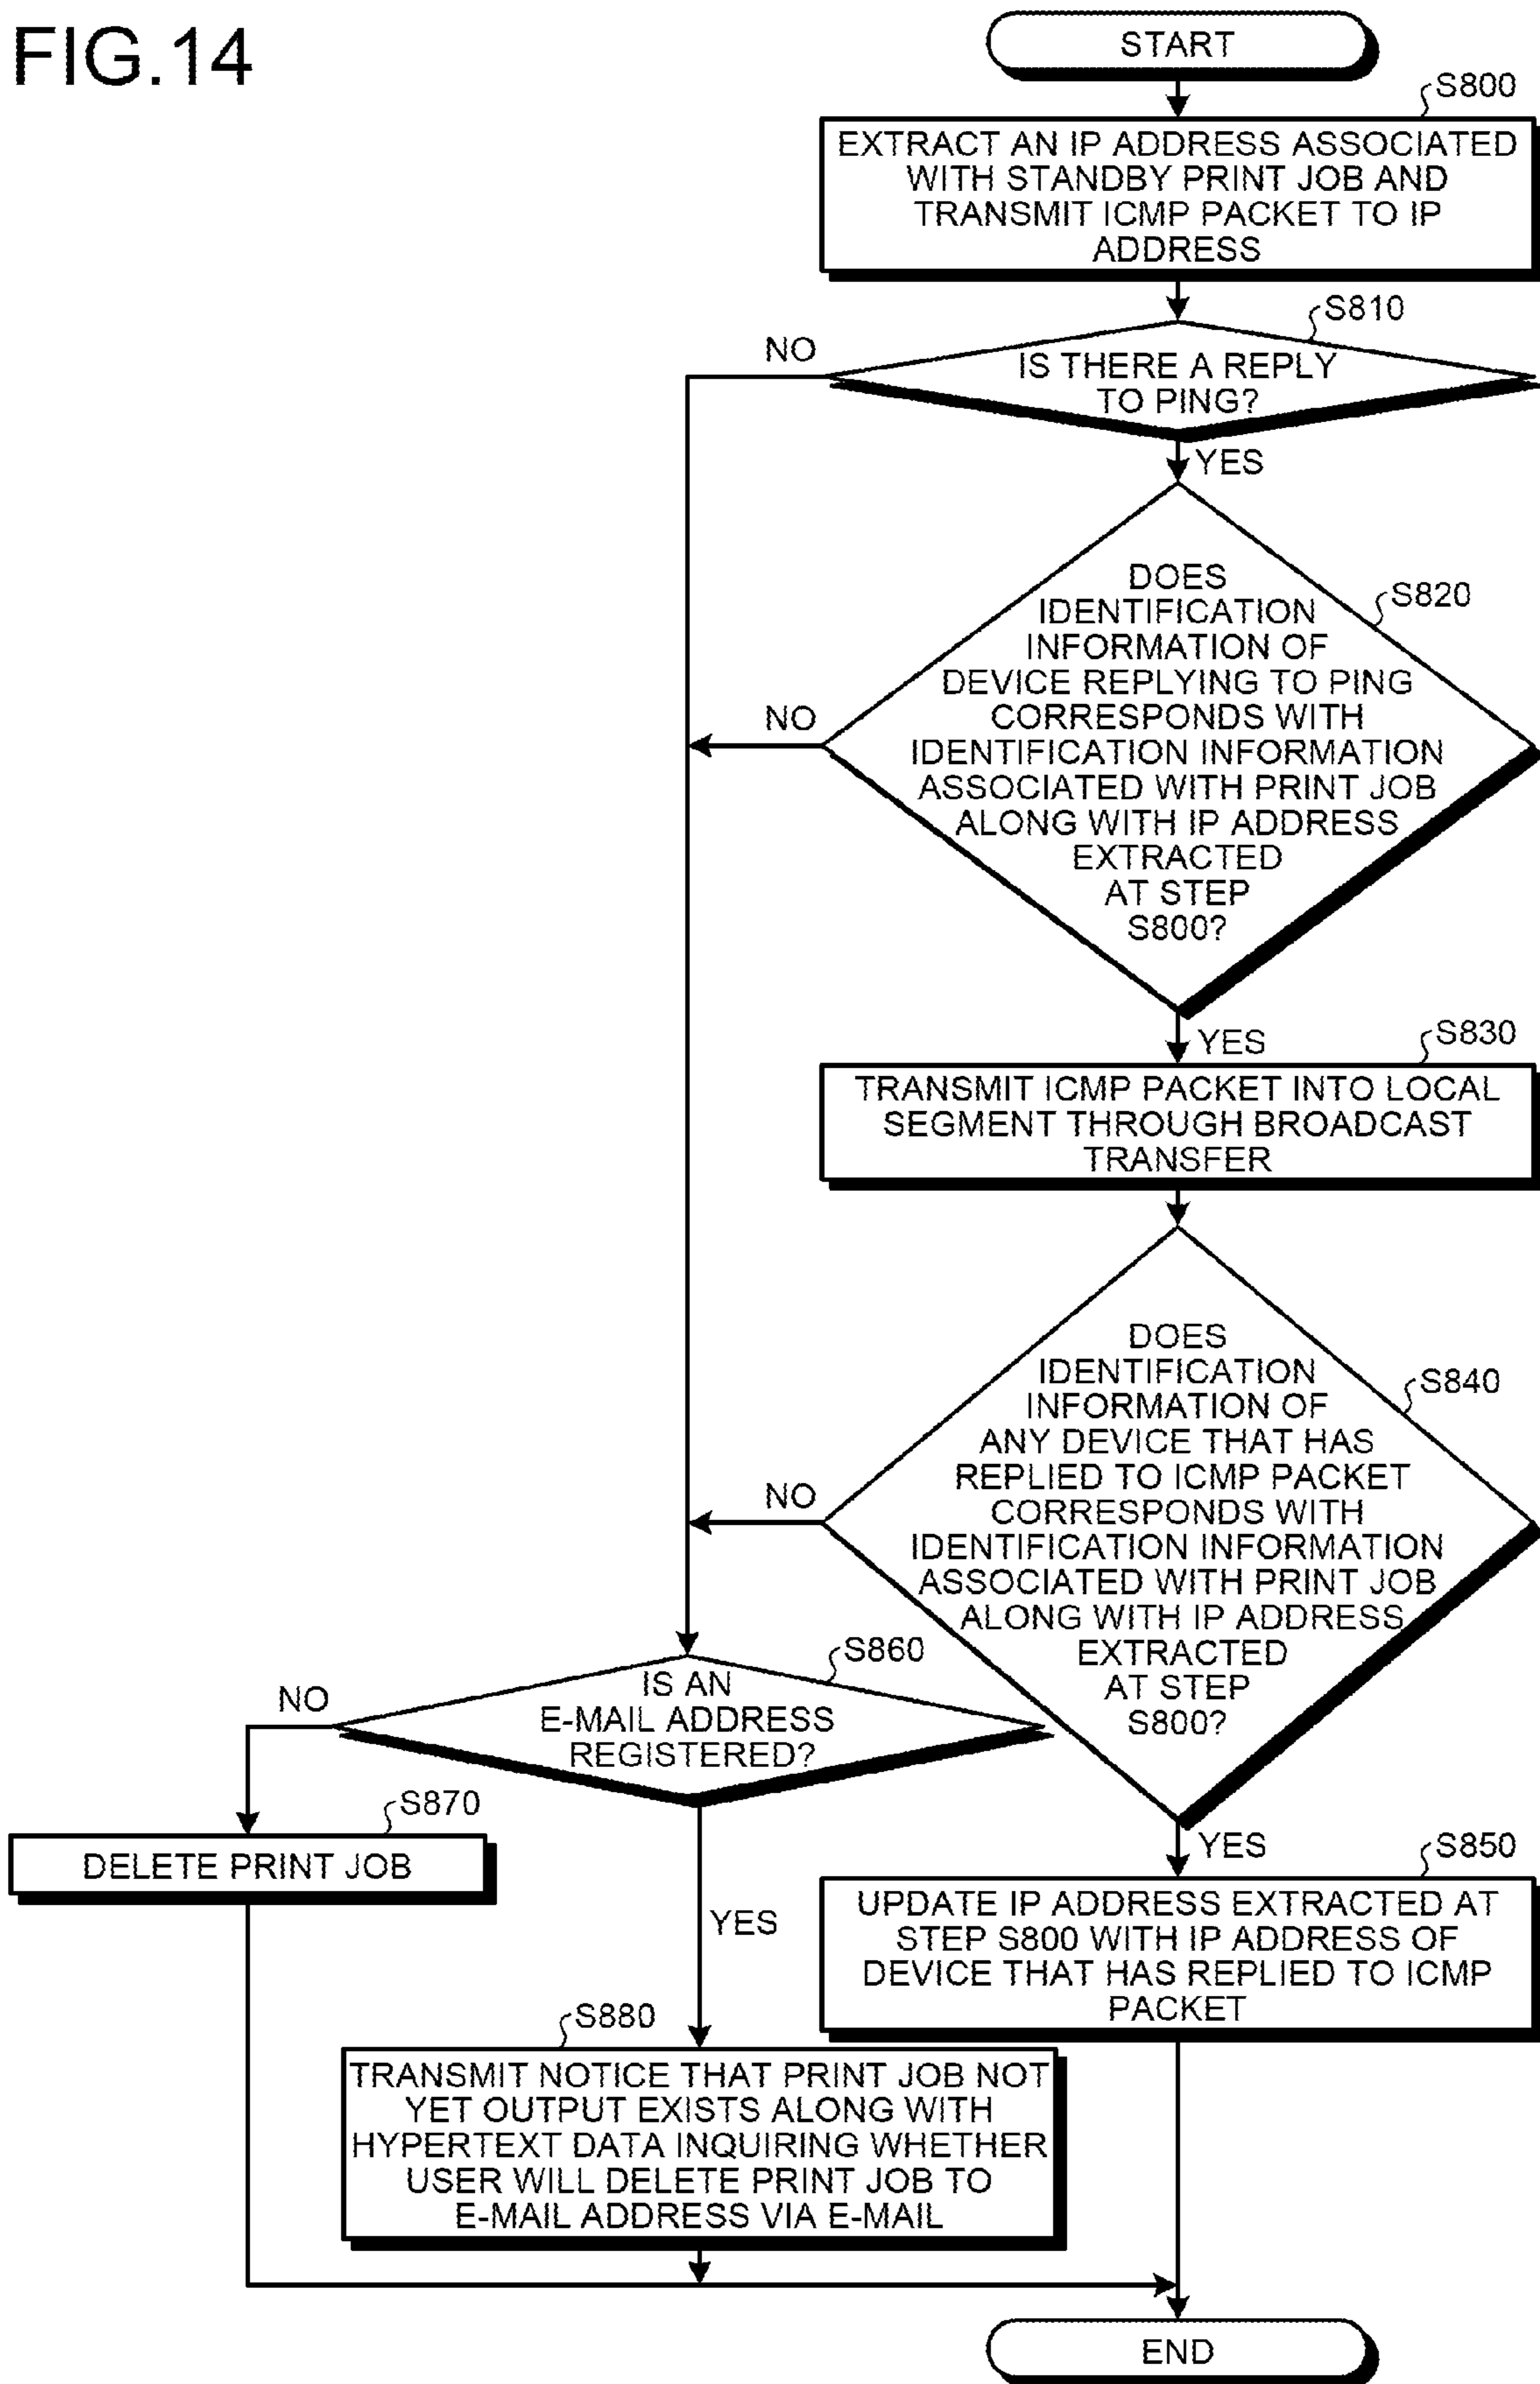 FIG.14
START
S800
EXTRACT AN IP ADDRESS ASSOCIATED
WITH STANDBY PRINT JOB AND
TRANSMIT ICMP PACKET TO IP
ADDRESS
S810
NO
IS THERE A REPLY
TO PING?
YES
S820
DOES
IDENTIFICATION
INFORMATION OF
DEVICE REPLYING TO PING
CORRESPONDS WITH
IDENTIFICATION INFORMATION
ASSOCIATED WITH PRINT JOB
ALONG WITH IP ADDRESS
EXTRACTED
AT STEP
S800?
NO
YES
S830
TRANSMIT ICMP PACKET INTO LOCAL
SEGMENT THROUGH BROADCAST
TRANSFER
S840
DOES
IDENTIFICATION
INFORMATION OF
ANY DEVICE THAT HAS
REPLIED TO ICMP PACKET
CORRESPONDS WITH
IDENTIFICATION INFORMATION
ASSOCIATED WITH PRINT JOB
ALONG WITH IP ADDRESS
EXTRACTED
AT STEP
S800?
NO
YES
S860
IS AN
E-MAIL ADDRESS
REGISTERED?
NO
S870
DELETE PRINT JOB
YES
S850
UPDATE IP ADDRESS EXTRACTED AT
STEP S800 WITH IP ADDRESS OF
DEVICE THAT HAS REPLIED TO ICMP
PACKET
S880
TRANSMIT NOTICE THAT PRINT JOB NOT
YET OUTPUT EXISTS ALONG WITH
HYPERTEXT DATA INQUIRING WHETHER
USER WILL DELETE PRINT JOB TO
E-MAIL ADDRESS VIA E-MAIL
END